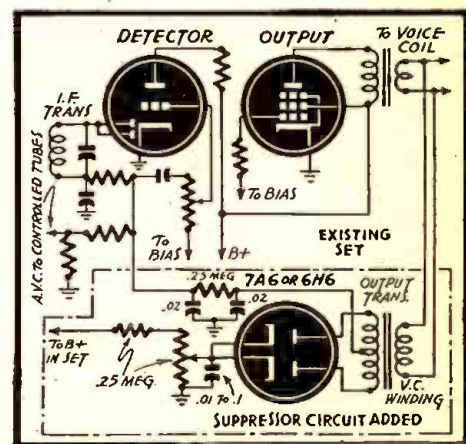 DETECTOR
OUTPUT
TO VOICE-
COIL
I.F.
TRANS
A.V.C. TO CONTROLLED TUBES
TO
BIAS
B+
TO BIAS
EXISTING
SET
.25 MEG.
.02
.02
7A6 OR 6H6
OUTPUT
TRANS.
TO B+
IN SET
.25 MEG.
.01 TO .1
V.C.
WINDING
SUPPRESSOR CIRCUIT ADDED